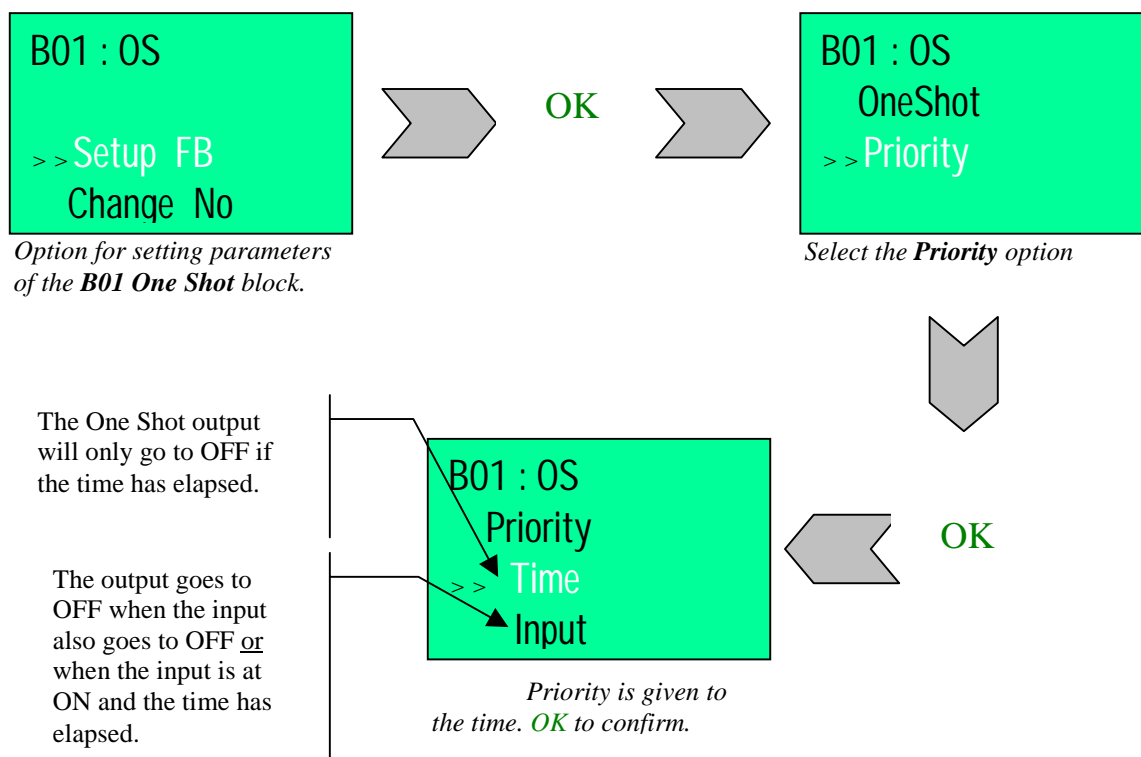 B01 : OS
>> Setup FB
Change No
Option for setting parameters
of the B01 One Shot block.
OK
B01 : OS
OneShot
>> Priority
Select the Priority option
The One Shot output
will only go to OFF if
the time has elapsed.
The output goes to
OFF when the input
also goes to OFF or
when the input is at
ON and the time has
elapsed.
B01 : OS
Priority
>> Time
Input
Priority is given to
the time. OK to confirm.
OK